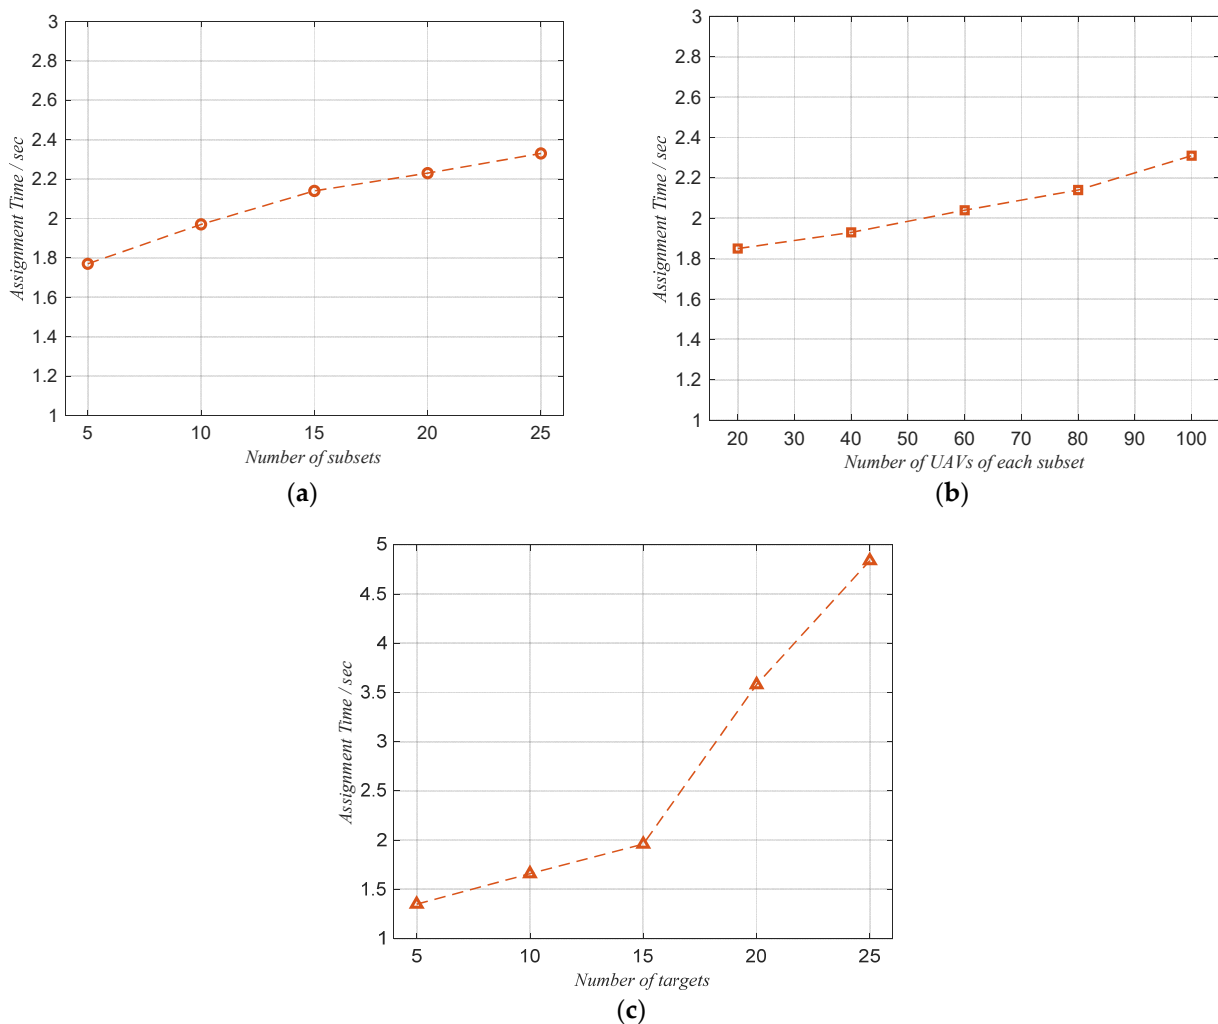 3
2.8
2.6
2.4
2.2
2
1.8
1.6
1.4
1.2
1
Assignment Time / sec
5 10 15 20 25
Number of subsets
(a)
3
2.8
2.6
2.4
2.2
2
1.8
1.6
1.4
1.2
1
Assignment Time / sec
20 30 40 50 60 70 80 90 100
Number of UAVs of each subset
(b)
5
4.5
4
3.5
3
2.5
2
1.5
1
Assignment Time / sec
5 10 15 20 25
Number of targets
(c)